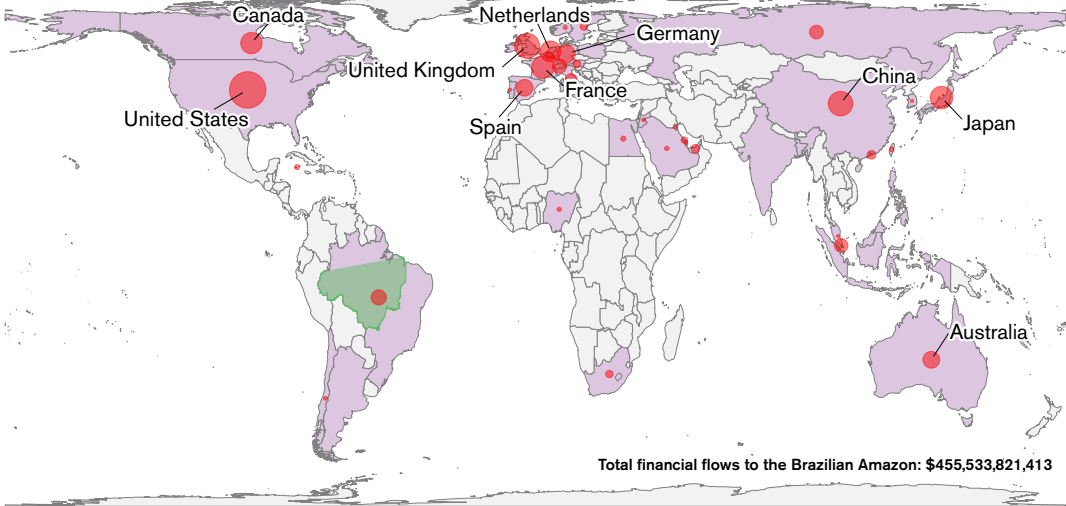 Canada
Netherlands
Germany
United Kingdom
China
France
United States
Spain
Japan
Australia
Total financial flows to the Brazilian Amazon: $455,533,821,413